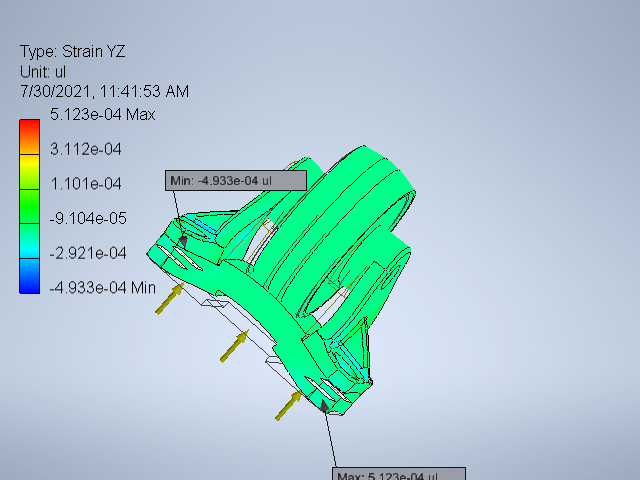 Type: Strain YZ
Unit: ul
7/30/2021, 11:41:53 AM
5.123e-04 Max
3.112e-04
1.101e-04
-9.104e-05
-2.921e-04
-4.933e-04 Min
Min: -4.933e-04 ul
Max: 5.123e-04 ul